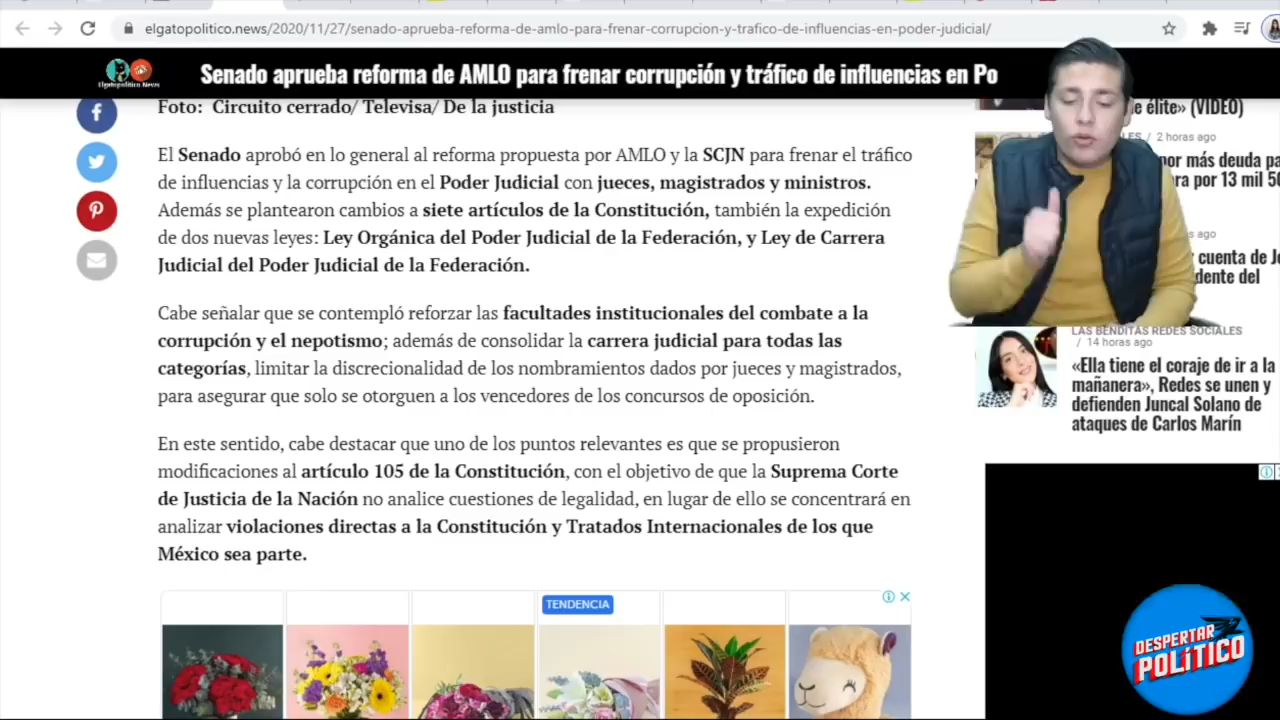 elgatopolitico.news/2020/11/27/senado-aprueba-reforma-de-amlo-para-frenar-corrupcion-y-trafico-de-influencias-en-poder-judicial/
Elgatopolitico News
Senado aprueba reforma de AMLO para frenar corrupción y tráfico de influencias en Po
Foto: Circuito cerrado/ Televisa/ De la justicia
El Senado aprobó en lo general al reforma propuesta por AMLO y la SCJN para frenar el tráfico
de influencias y la corrupción en el Poder Judicial con jueces, magistrados y ministros.
Además se plantearon cambios a siete artículos de la Constitución, también la expedición
de dos nuevas leyes: Ley Orgánica del Poder Judicial de la Federación, y Ley de Carrera
Judicial del Poder Judicial de la Federación.
Cabe señalar que se contempló reforzar las facultades institucionales del combate a la
corrupción y el nepotismo; además de consolidar la carrera judicial para todas las
categorías, limitar la discrecionalidad de los nombramientos dados por jueces y magistrados,
para asegurar que solo se otorguen a los vencedores de los concursos de oposición.
En este sentido, cabe destacar que uno de los puntos relevantes es que se propusieron
modificaciones al artículo 105 de la Constitución, con el objetivo de que la Suprema Corte
de Justicia de la Nación no analice cuestiones de legalidad, en lugar de ello se concentrará en
analizar violaciones directas a la Constitución y Tratados Internacionales de los que
México sea parte.
TENDENCIA
e élite» (VIDEO)
LES / 2 horas ago
por más deuda pa
ra por 13 mil 50
as ago
cuenta de Jo
dente del
LAS BENDITAS REDES SOCIALES
/ 14 horas ago
«Ella tiene el coraje de ir a la
mañanera», Redes se unen y
defienden Juncal Solano de
ataques de Carlos Marín
DESPERTAR
POLÍTICO